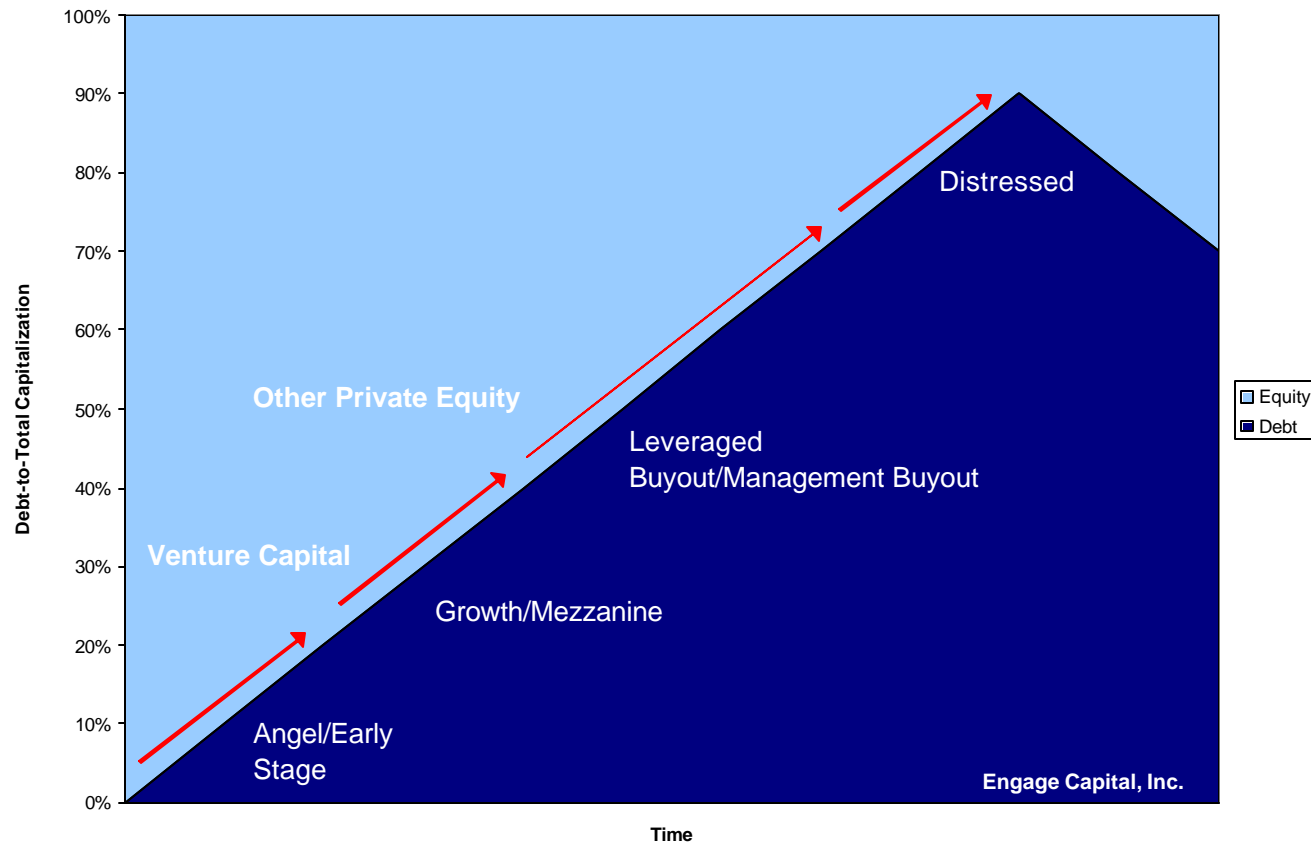 100%
90%
80%
70%
60%
50%
40%
30%
20%
10%
0%
Debt-to-Total Capitalization
Distressed
Other Private Equity
Leveraged
Buyout/Management Buyout
Venture Capital
Growth/Mezzanine
Angel/Early
Stage
Engage Capital, Inc.
Time
Equity
Debt